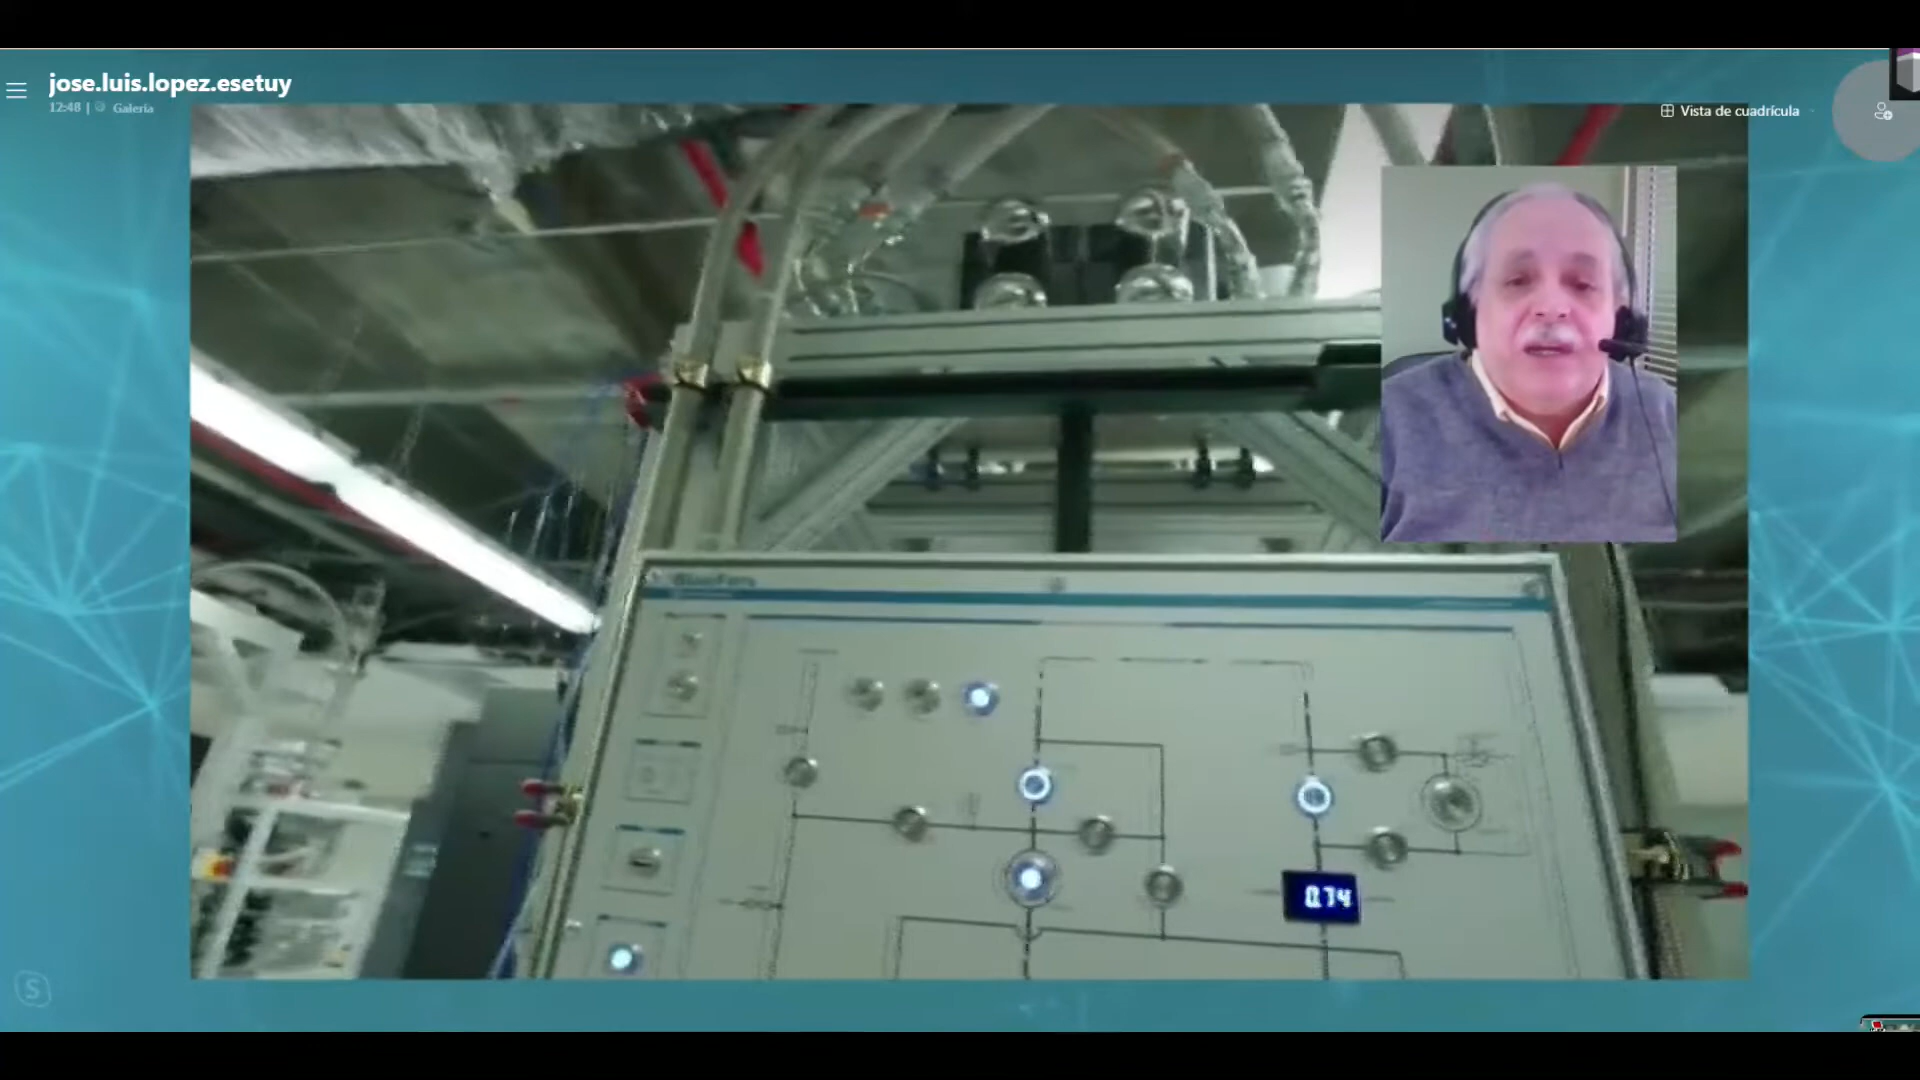 jose.luis.lopez.esetuy
12:48 | Galería
Vista de cuadrícula
0.74